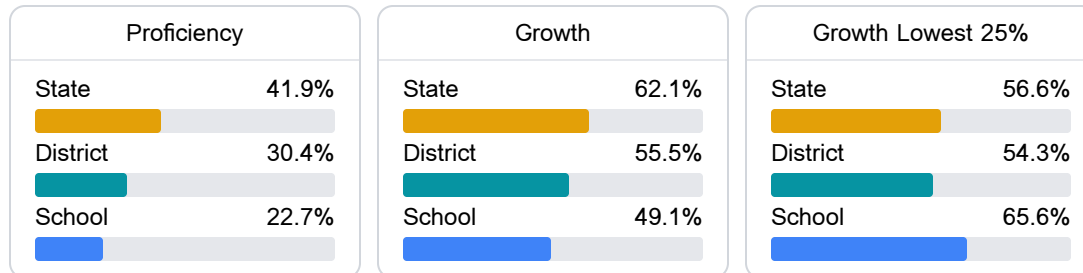 Proficiency
State 41.9%
District 30.4%
School 22.7%
Growth
State 62.1%
District 55.5%
School 49.1%
Growth Lowest 25%
State 56.6%
District 54.3%
School 65.6%